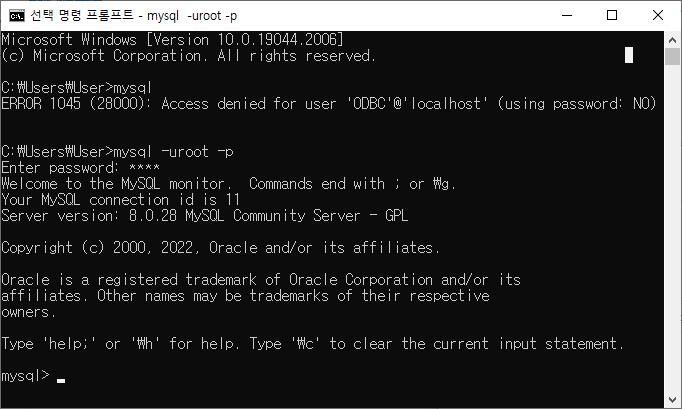 선택 명령 프롬프트 - mysql  -uroot -p
Microsoft Windows [Version 10.0.19044.2006]
(c) Microsoft Corporation. All rights reserved.
C:₩Users₩User>mysql
ERROR 1045 (28000): Access denied for user 'ODBC'@'localhost' (using password: NO)
C:₩Users₩User>mysql -uroot -p
Enter password: ****
Welcome to the MySQL monitor.  Commands end with ; or ₩g.
Your MySQL connection id is 11
Server version: 8.0.28 MySQL Community Server - GPL
Copyright (c) 2000, 2022, Oracle and/or its affiliates.
Oracle is a registered trademark of Oracle Corporation and/or its
affiliates. Other names may be trademarks of their respective
owners.
Type 'help;' or '₩h' for help. Type '₩c' to clear the current input statement.
mysql>